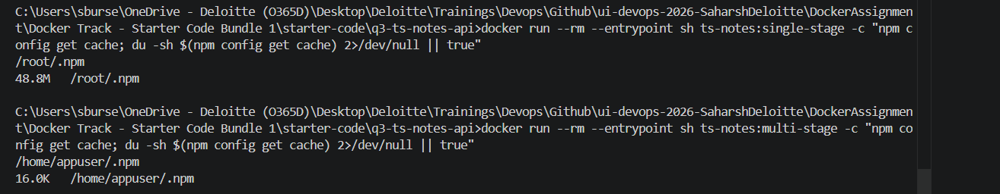 C:\Users\sburse\OneDrive - Deloitte (O365D)\Desktop\Deloitte\Trainings\Devops\Github\ui-devops-2026-SaharshDeloitte\DockerAssignmen
t\Docker Track - Starter Code Bundle 1\starter-code\q3-ts-notes-api>docker run --rm --entrypoint sh ts-notes:single-stage -c "npm c
onfig get cache; du -sh $(npm config get cache) 2>/dev/null || true"
/root/.npm
48.8M   /root/.npm
C:\Users\sburse\OneDrive - Deloitte (O365D)\Desktop\Deloitte\Trainings\Devops\Github\ui-devops-2026-SaharshDeloitte\DockerAssignmen
t\Docker Track - Starter Code Bundle 1\starter-code\q3-ts-notes-api>docker run --rm --entrypoint sh ts-notes:multi-stage -c "npm co
nfig get cache; du -sh $(npm config get cache) 2>/dev/null || true"
/home/appuser/.npm
16.0K   /home/appuser/.npm